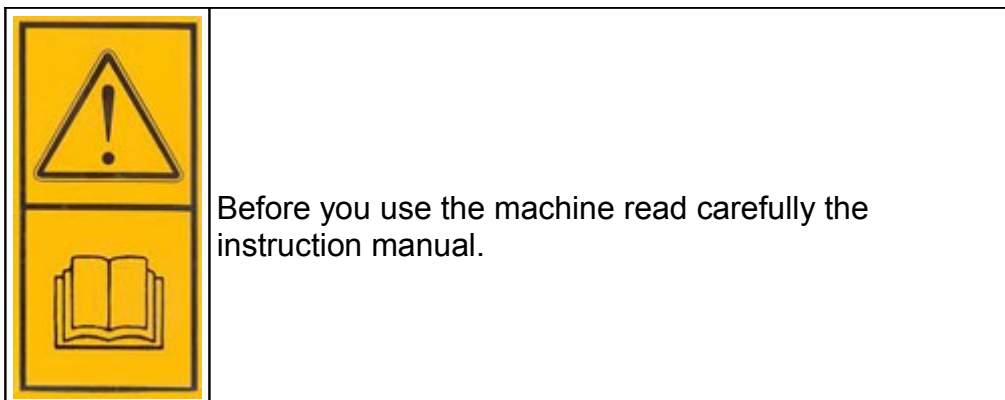 Before you use the machine read carefully the
instruction manual.